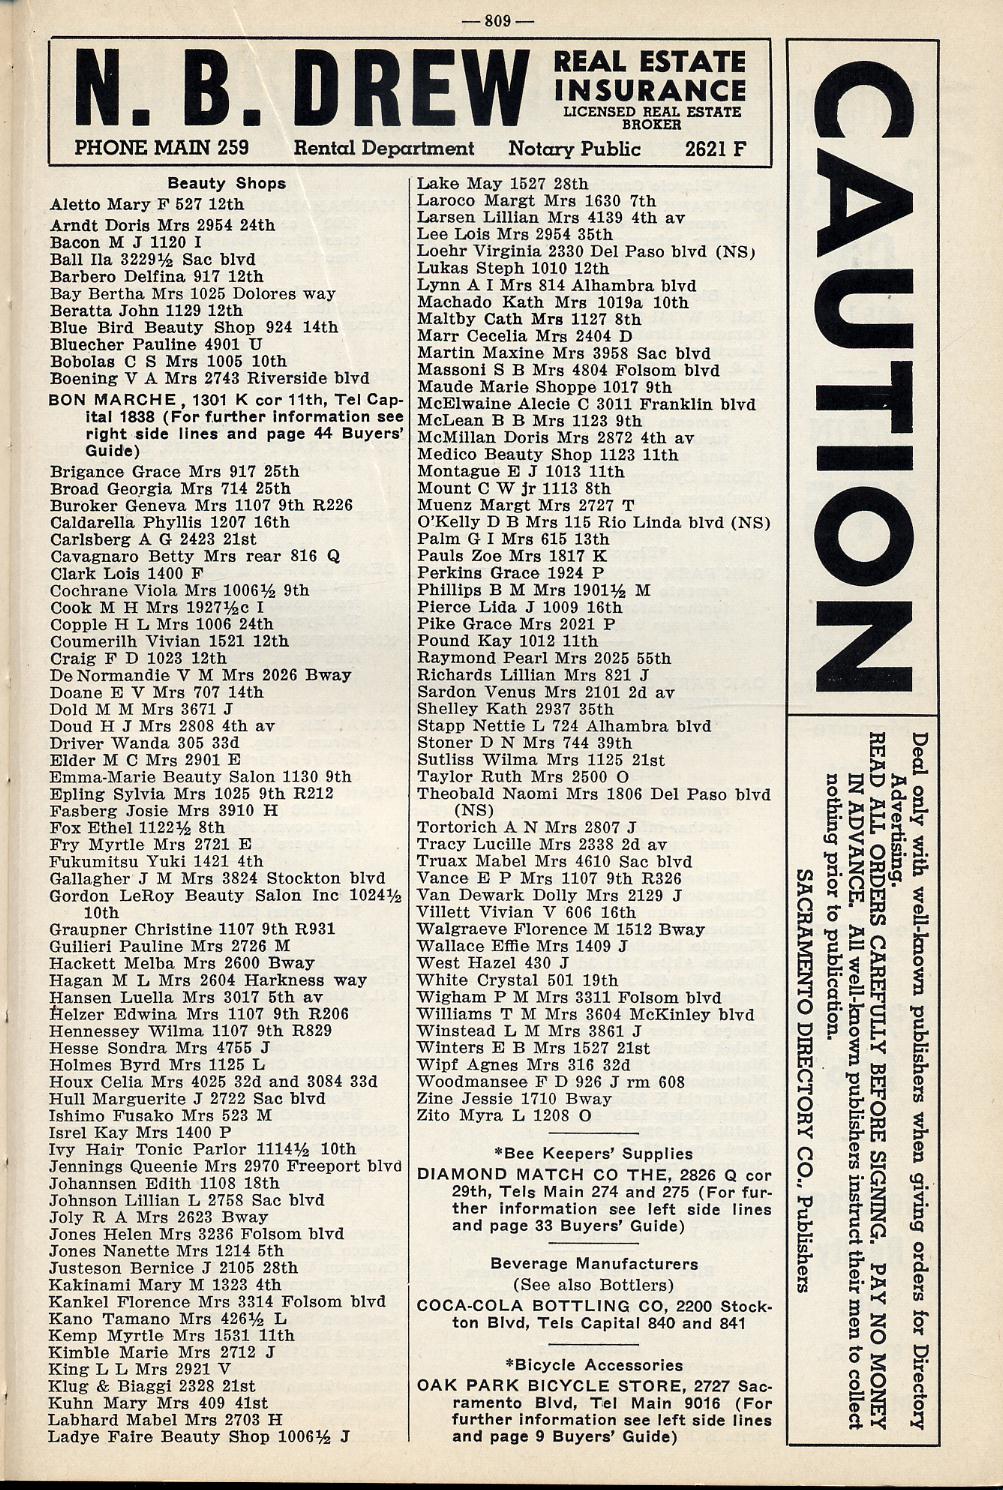 — 809 —
N. B. DREW
REAL ESTATE
INSURANCE
LICENSED REAL ESTATE
BROKER
PHONE MAIN 259 Rental Department Notary Public 2621 F
Beauty Shops
Aletto Mary F 527 12th
Arndt Doris Mrs 2954 24th
Bacon M J 1120 I
Ball Ila 3229½ Sac blvd
Barbero Delfina 917 12th
Bay Bertha Mrs 1025 Dolores way
Beratta John 1129 12th
Blue Bird Beauty Shop 924 14th
Bluecher Pauline 4901 U
Bobolas C S Mrs 1005 10th
Boening V A Mrs 2743 Riverside blvd
BON MARCHE, 1301 K cor 11th, Tel Cap-
ital 1838 (For further information see
right side lines and page 44 Buyers'
Guide)
Brigance Grace Mrs 917 25th
Broad Georgia Mrs 714 25th
Buroker Geneva Mrs 1107 9th R226
Caldarella Phyllis 1207 16th
Carlsberg A G 2423 21st
Cavagnaro Betty Mrs rear 816 Q
Clark Lois 1400 F
Cochrane Viola Mrs 1006½ 9th
Cook M H Mrs 1927½c I
Copple H L Mrs 1006 24th
Coumerilh Vivian 1521 12th
Craig F D 1023 12th
De Normandie V M Mrs 2026 Bway
Doane E V Mrs 707 14th
Dold M M Mrs 3671 J
Doud H J Mrs 2808 4th av
Driver Wanda 305 33d
Elder M C Mrs 2901 E
Emma-Marie Beauty Salon 1130 9th
Epling Sylvia Mrs 1025 9th R212
Fasberg Josie Mrs 3910 H
Fox Ethel 1122½ 8th
Fry Myrtle Mrs 2721 E
Fukumitsu Yuki 1421 4th
Gallagher J M Mrs 3824 Stockton blvd
Gordon LeRoy Beauty Salon Inc 1024½
10th
Graupner Christine 1107 9th R931
Guilieri Pauline Mrs 2726 M
Hackett Melba Mrs 2600 Bway
Hagan M L Mrs 2604 Harkness way
Hansen Luella Mrs 3017 5th av
Helzer Edwina Mrs 1107 9th R206
Hennessey Wilma 1107 9th R829
Hesse Sondra Mrs 4755 J
Holmes Byrd Mrs 1125 L
Houx Celia Mrs 4025 32d and 3084 33d
Hull Marguerite J 2722 Sac blvd
Ishimo Fusako Mrs 523 M
Isrel Kay Mrs 1400 P
Ivy Hair Tonic Parlor 1114½ 10th
Jennings Queenie Mrs 2970 Freeport blvd
Johannsen Edith 1108 18th
Johnson Lillian L 2758 Sac blvd
Joly R A Mrs 2623 Bway
Jones Helen Mrs 3236 Folsom blvd
Jones Nanette Mrs 1214 5th
Justeson Bernice J 2105 28th
Kakinami Mary M 1323 4th
Kankel Florence Mrs 3314 Folsom blvd
Kano Tamano Mrs 426½ L
Kemp Myrtle Mrs 1531 11th
Kimble Marie Mrs 2712 J
King L L Mrs 2921 V
Klug & Biaggi 2328 21st
Kuhn Mary Mrs 409 41st
Labhard Mabel Mrs 2703 H
Ladye Faire Beauty Shop 1006½ J
Lake May 1527 28th
Laroco Margt Mrs 1630 7th
Larsen Lillian Mrs 4139 4th av
Lee Lois Mrs 2954 35th
Loehr Virginia 2330 Del Paso blvd (NS)
Lukas Steph 1010 12th
Lynn A I Mrs 814 Alhambra blvd
Machado Kath Mrs 1019a 10th
Maltby Cath Mrs 1127 8th
Marr Cecelia Mrs 2404 D
Martin Maxine Mrs 3958 Sac blvd
Massoni S B Mrs 4804 Folsom blvd
Maude Marie Shoppe 1017 9th
McElwaine Alecie C 3011 Franklin blvd
McLean B B Mrs 1123 9th
McMillan Doris Mrs 2872 4th av
Medico Beauty Shop 1123 11th
Montague E J 1013 11th
Mount C W jr 1113 8th
Muenz Margt Mrs 2727 T
O'Kelly D B Mrs 115 Rio Linda blvd (NS)
Palm G I Mrs 615 13th
Pauls Zoe Mrs 1817 K
Perkins Grace 1924 P
Phillips B M Mrs 1901½ M
Pierce Lida J 1009 16th
Pike Grace Mrs 2021 P
Pound Kay 1012 11th
Raymond Pearl Mrs 2025 55th
Richards Lillian Mrs 821 J
Sardon Venus Mrs 2101 2d av
Shelley Kath 2937 35th
Stapp Nettie L 724 Alhambra blvd
Stoner D N Mrs 744 39th
Sutliss Wilma Mrs 1125 21st
Taylor Ruth Mrs 2500 O
Theobald Naomi Mrs 1806 Del Paso blvd
(NS)
Tortorich A N Mrs 2807 J
Tracy Lucille Mrs 2338 2d av
Truax Mabel Mrs 4610 Sac blvd
Vance E P Mrs 1107 9th R326
Van Dewark Dolly Mrs 2129 J
Villett Vivian V 606 16th
Walgraeve Florence M 1512 Bway
Wallace Effie Mrs 1409 J
West Hazel 430 J
White Crystal 501 19th
Wigham P M Mrs 3311 Folsom blvd
Williams T M Mrs 3604 McKinley blvd
Winstead L M Mrs 3861 J
Winters E B Mrs 1527 21st
Wipf Agnes Mrs 316 32d
Woodmansee F D 926 J rm 608
Zine Jessie 1710 Bway
Zito Myra L 1208 O
*Bee Keepers' Supplies
DIAMOND MATCH CO THE, 2826 Q cor
29th, Tels Main 274 and 275 (For fur-
ther information see left side lines
and page 33 Buyers' Guide)
Beverage Manufacturers
(See also Bottlers)
COCA-COLA BOTTLING CO, 2200 Stock-
ton Blvd, Tels Capital 840 and 841
*Bicycle Accessories
OAK PARK BICYCLE STORE, 2727 Sac-
ramento Blvd, Tel Main 9016 (For
further information see left side lines
and page 9 Buyers' Guide)
CAUTION
Deal only with well-known publishers when giving orders for Directory
Advertising.
READ ALL ORDERS CAREFULLY BEFORE SIGNING. PAY NO MONEY
IN ADVANCE. All well-known publishers instruct their men to collect
nothing prior to publication.
SACRAMENTO DIRECTORY CO., Publishers